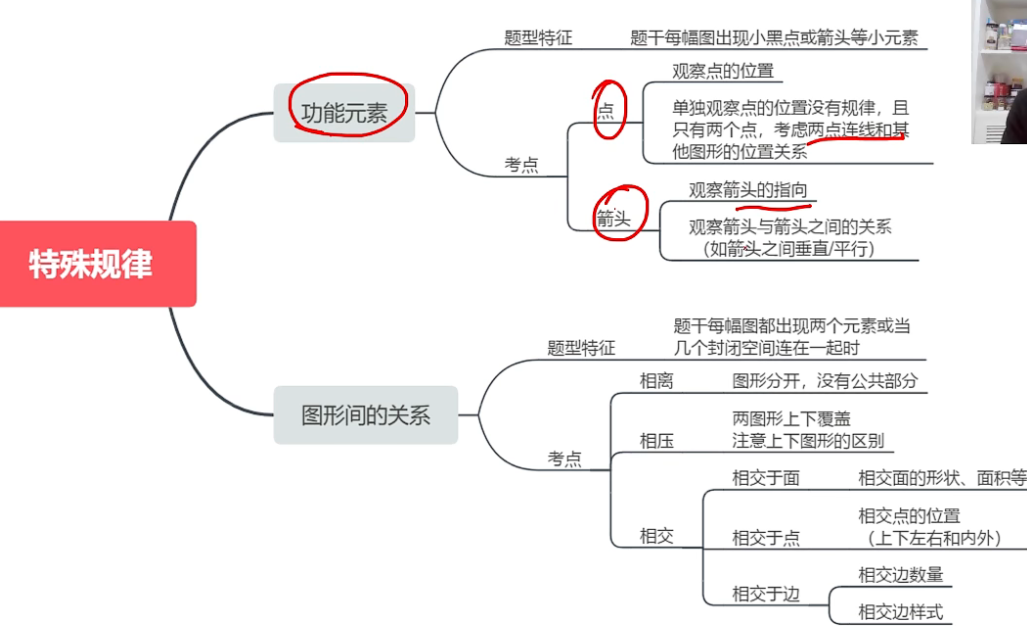 特殊规律
功能元素
题型特征
题干每幅图出现小黑点或箭头等小元素
考点
点
观察点的位置
单独观察点的位置没有规律，且
只有两个点，考虑两点连线和其
他图形的位置关系
箭头
观察箭头的指向
观察箭头与箭头之间的关系
（如箭头之间垂直/平行）
图形间的关系
题型特征
题干每幅图都出现两个元素或当
几个封闭空间连在一起时
考点
相离
图形分开，没有公共部分
相压
两图形上下覆盖
注意上下图形的区别
相交
相交于面
相交面的形状、面积等
相交于点
相交点的位置
（上下左右和内外）
相交于边
相交边数量
相交边样式